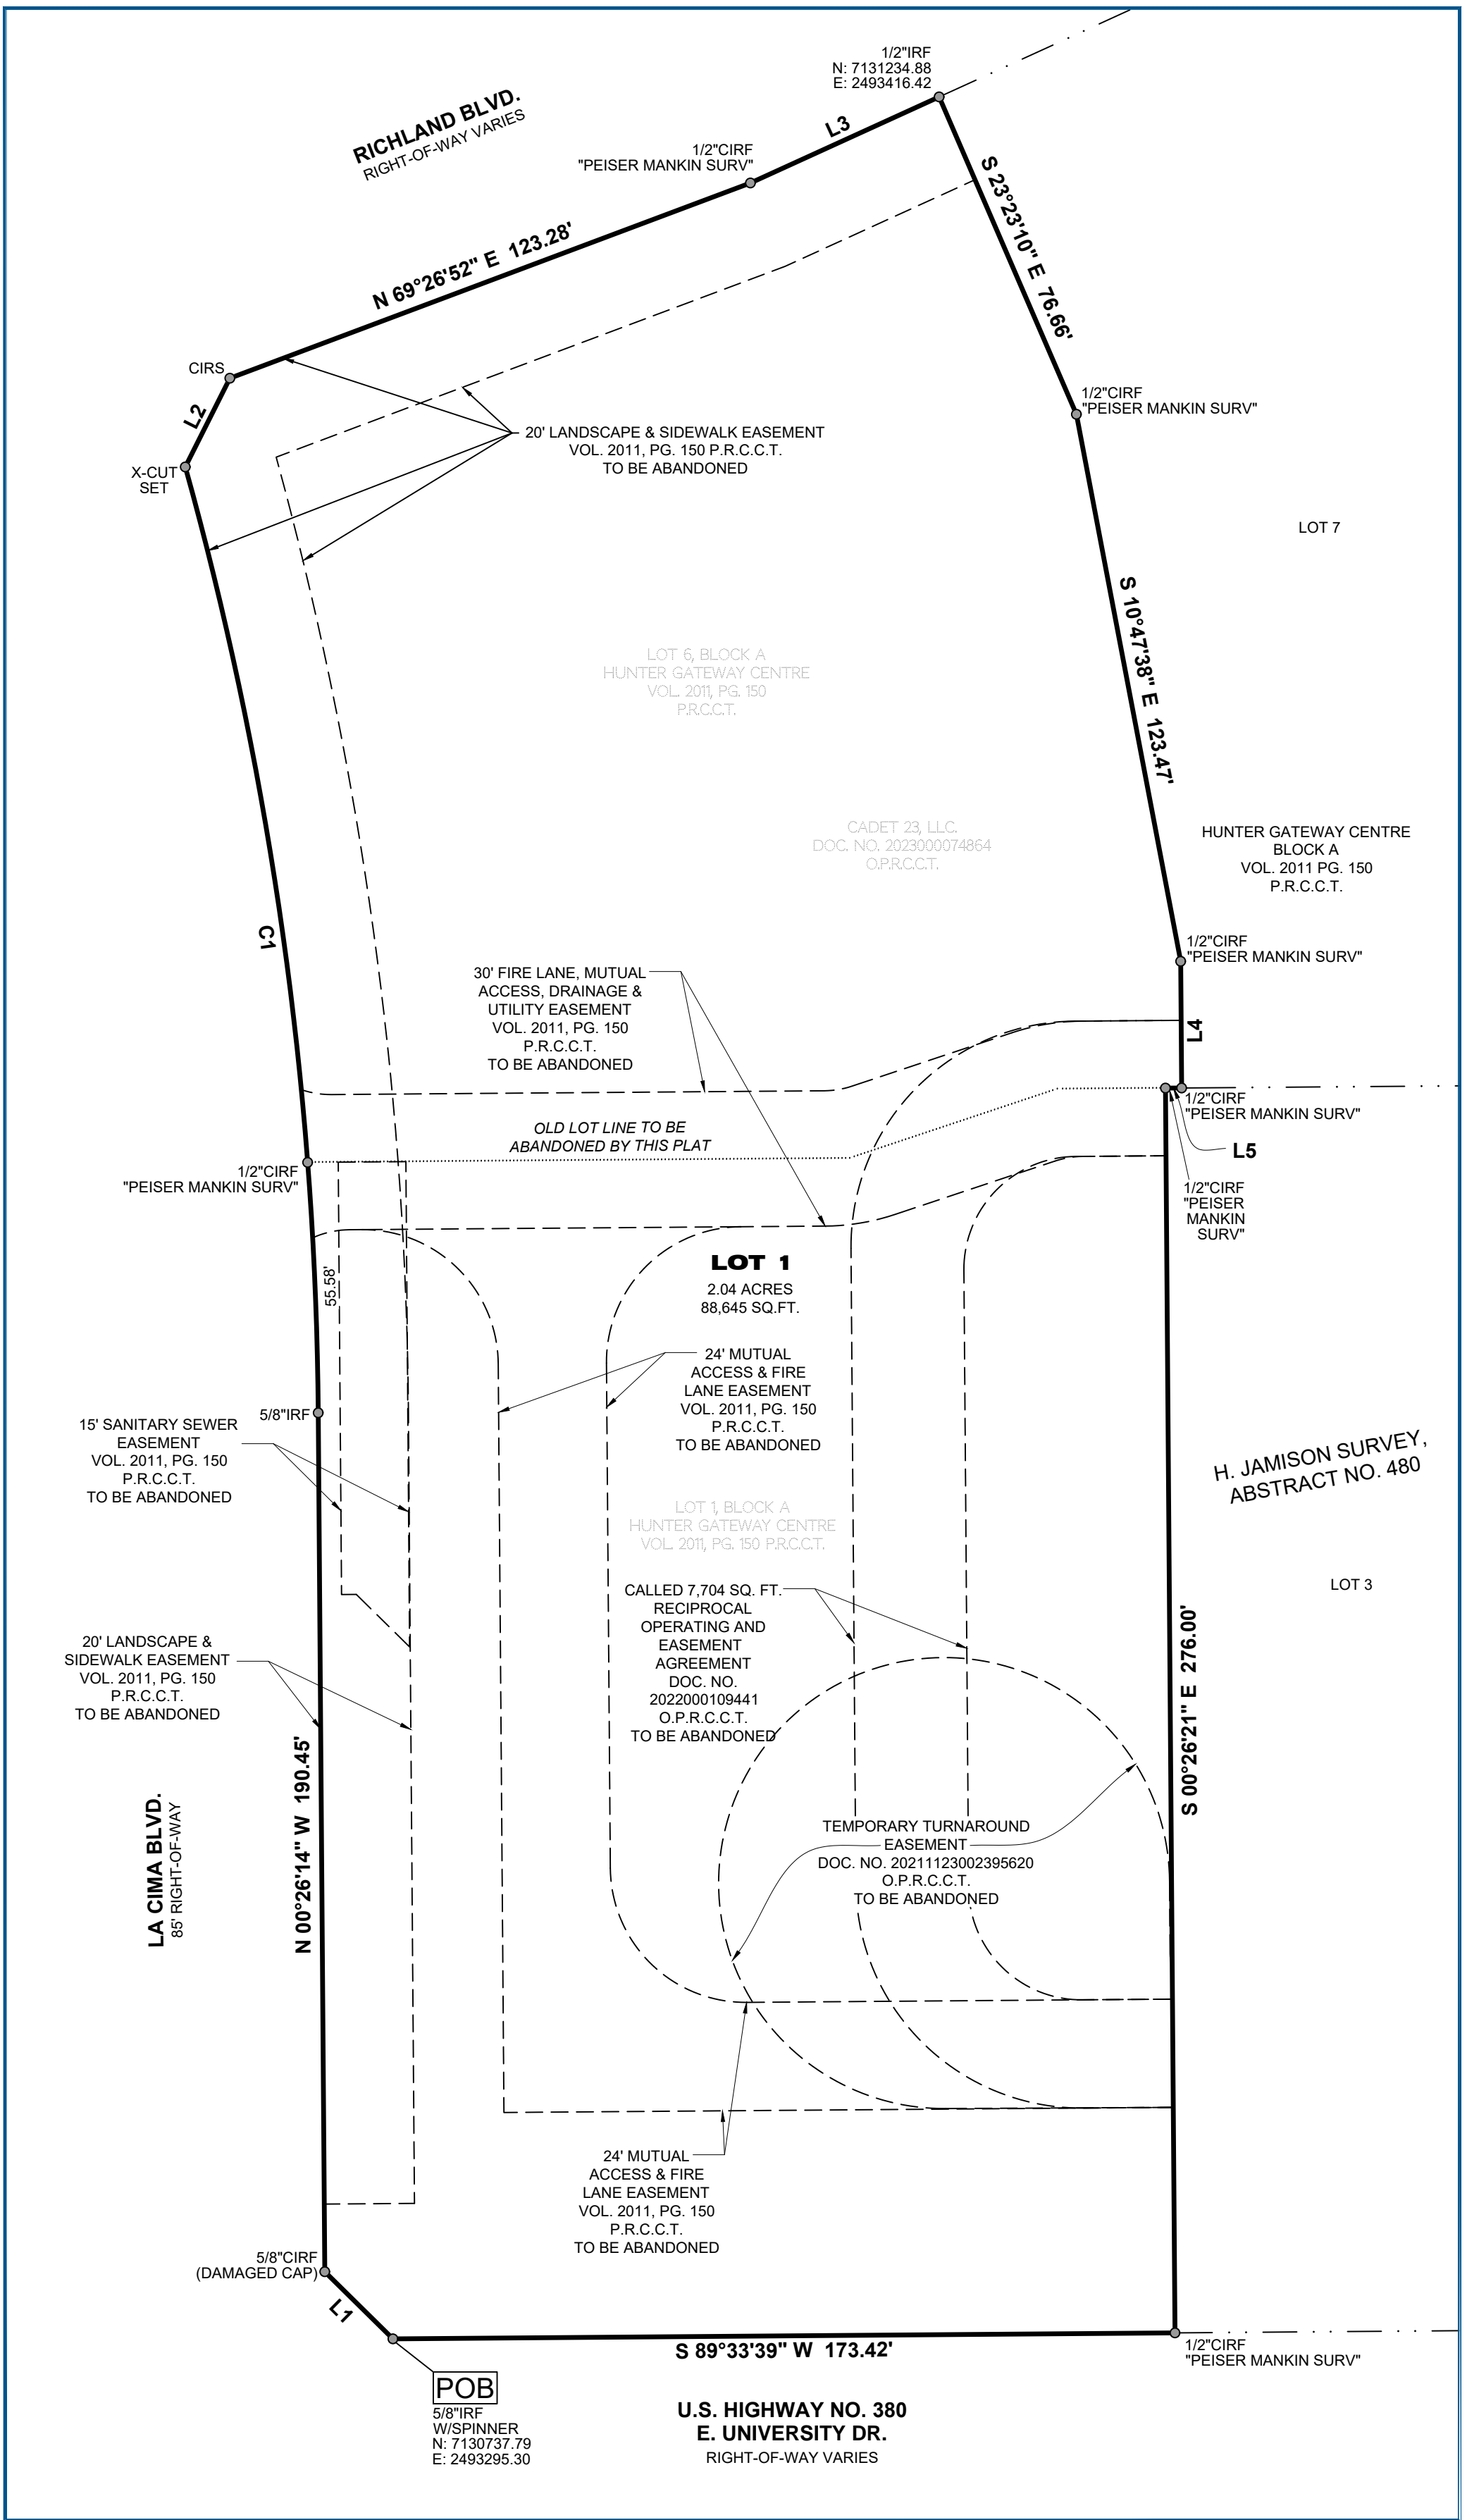 1/2"IRF
N: 7131234.88
E: 2493416.42
RICHLAND BLVD.
RIGHT-OF-WAY VARIES
L3
1/2"CIRF
"PEISER MANKIN SURV"
S 23°23'10" E 76.66'
N 69°26'52" E 123.28'
CIRS
L2
1/2"CIRF
"PEISER MANKIN SURV"
20' LANDSCAPE & SIDEWALK EASEMENT
VOL. 2011, PG. 150 P.R.C.C.T.
TO BE ABANDONED
X-CUT
SET
LOT 7
S 10°47'38" E 123.47'
LOT 6, BLOCK A
HUNTER GATEWAY CENTRE
VOL. 2011, PG. 150
P.R.C.C.T.
CADET 23, LLC.
DOC. NO. 2023000074864
O.P.R.C.C.T.
HUNTER GATEWAY CENTRE
BLOCK A
VOL. 2011 PG. 150
P.R.C.C.T.
C1
1/2"CIRF
"PEISER MANKIN SURV"
30' FIRE LANE, MUTUAL
ACCESS, DRAINAGE &
UTILITY EASEMENT
VOL. 2011, PG. 150
P.R.C.C.T.
TO BE ABANDONED
L4
1/2"CIRF
"PEISER MANKIN SURV"
OLD LOT LINE TO BE
ABANDONED BY THIS PLAT
L5
1/2"CIRF
"PEISER MANKIN SURV"
1/2"CIRF
"PEISER
MANKIN
SURV"
LOT 1
2.04 ACRES
88,645 SQ.FT.
55.58'
24' MUTUAL
ACCESS & FIRE
LANE EASEMENT
VOL. 2011, PG. 150
P.R.C.C.T.
TO BE ABANDONED
5/8"IRF
15' SANITARY SEWER
EASEMENT
VOL. 2011, PG. 150
P.R.C.C.T.
TO BE ABANDONED
H. JAMISON SURVEY,
ABSTRACT NO. 480
LOT 1, BLOCK A
HUNTER GATEWAY CENTRE
VOL. 2011, PG. 150 P.R.C.C.T.
LOT 3
CALLED 7,704 SQ. FT.
RECIPROCAL
OPERATING AND
EASEMENT
AGREEMENT
DOC. NO.
2022000109441
O.P.R.C.C.T.
TO BE ABANDONED
20' LANDSCAPE &
SIDEWALK EASEMENT
VOL. 2011, PG. 150
P.R.C.C.T.
TO BE ABANDONED
S 00°26'21" E 276.00'
N 00°26'14" W 190.45'
LA CIMA BLVD.
85' RIGHT-OF-WAY
TEMPORARY TURNAROUND
EASEMENT
DOC. NO. 20211123002395620
O.P.R.C.C.T.
TO BE ABANDONED
24' MUTUAL
ACCESS & FIRE
LANE EASEMENT
VOL. 2011, PG. 150
P.R.C.C.T.
TO BE ABANDONED
5/8"CIRF
(DAMAGED CAP)
L1
S 89°33'39" W 173.42'
1/2"CIRF
"PEISER MANKIN SURV"
POB
5/8"IRF
W/SPINNER
N: 7130737.79
E: 2493295.30
U.S. HIGHWAY NO. 380
E. UNIVERSITY DR.
RIGHT-OF-WAY VARIES